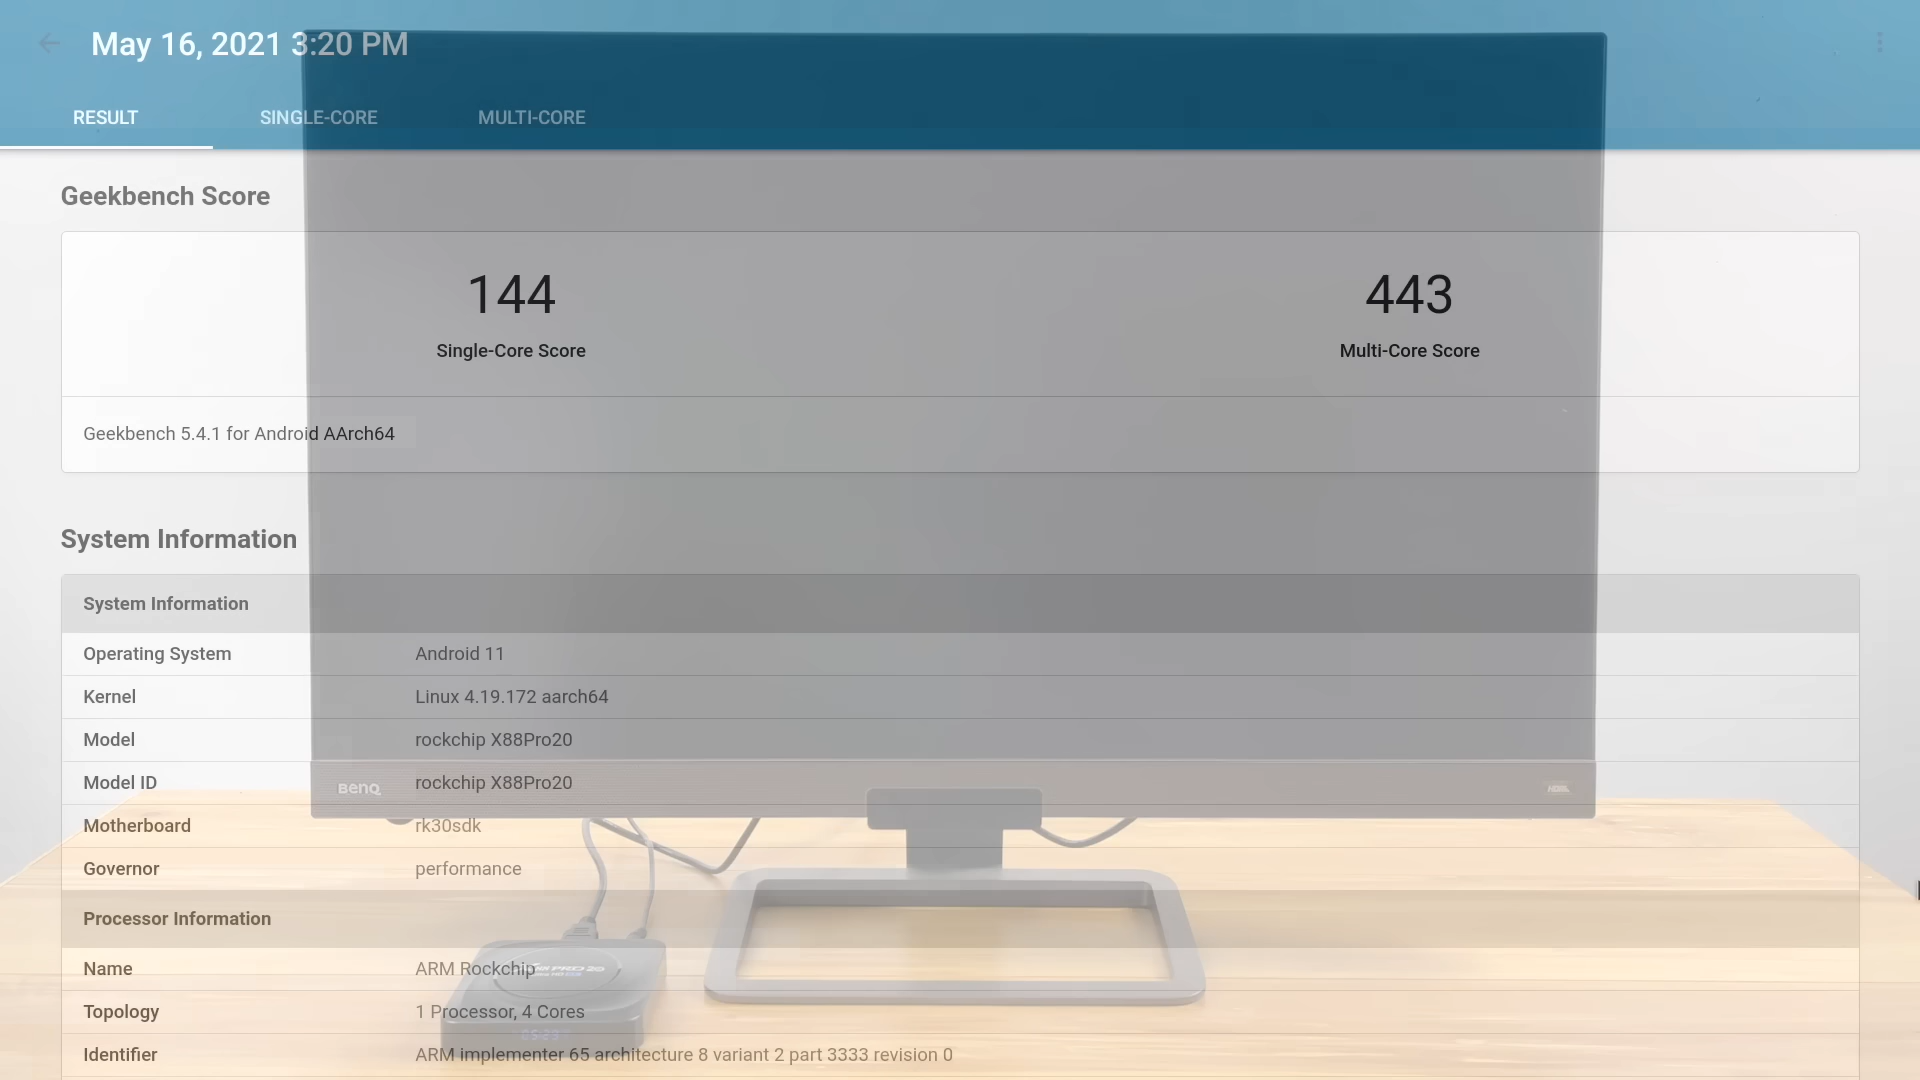 May 16, 2021 3:20 PM
RESULT
SINGLE-CORE
MULTI-CORE
Geekbench Score
144
443
Single-Core Score
Multi-Core Score
Geekbench 5.4.1 for Android AArch64
System Information
System Information
Operating System Android 11
Kernel Linux 4.19.172 aarch64
Model rockchip X88Pro20
Model ID rockchip X88Pro20
BenQ
Motherboard rk30sdk
Governor performance
Processor Information
Name ARM Rockchip
PRO 20
Topology 1 Processor, 4 Cores
Identifier ARM implementer 65 architecture 8 variant 2 part 3333 revision 0